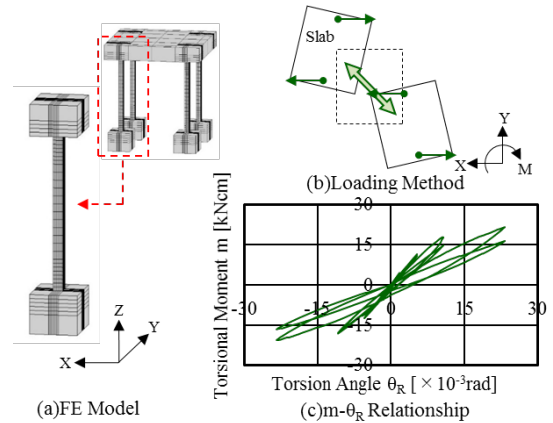 Slab
Y
X
M
(b)Loading Method
Z
Y
X
(a)FE Model
Torsional Moment m [kNcm]
30
15
0
-15
-30
-30
-15
0
15
30
Torsion Angle θR [×10-3rad]
(c)m-θR Relationship